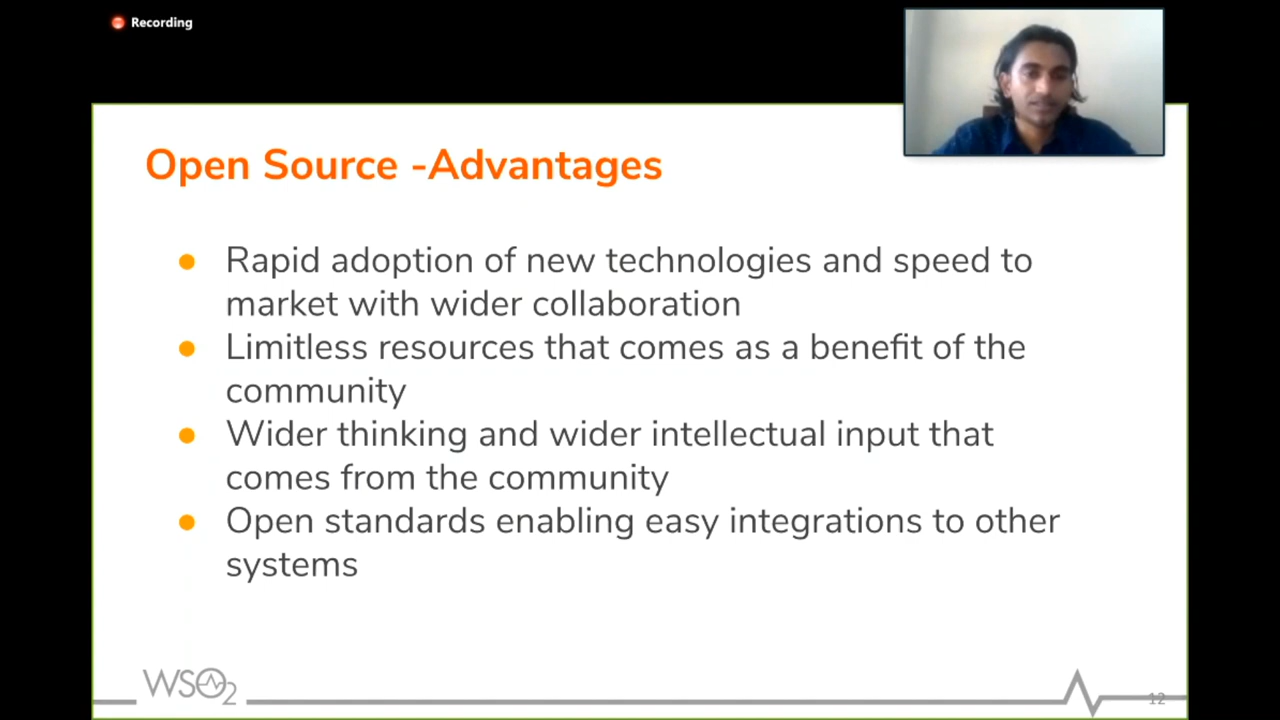 Recording
Open Source -Advantages
● Rapid adoption of new technologies and speed to
market with wider collaboration
● Limitless resources that comes as a benefit of the
community
● Wider thinking and wider intellectual input that
comes from the community
● Open standards enabling easy integrations to other
systems
WSO2
12